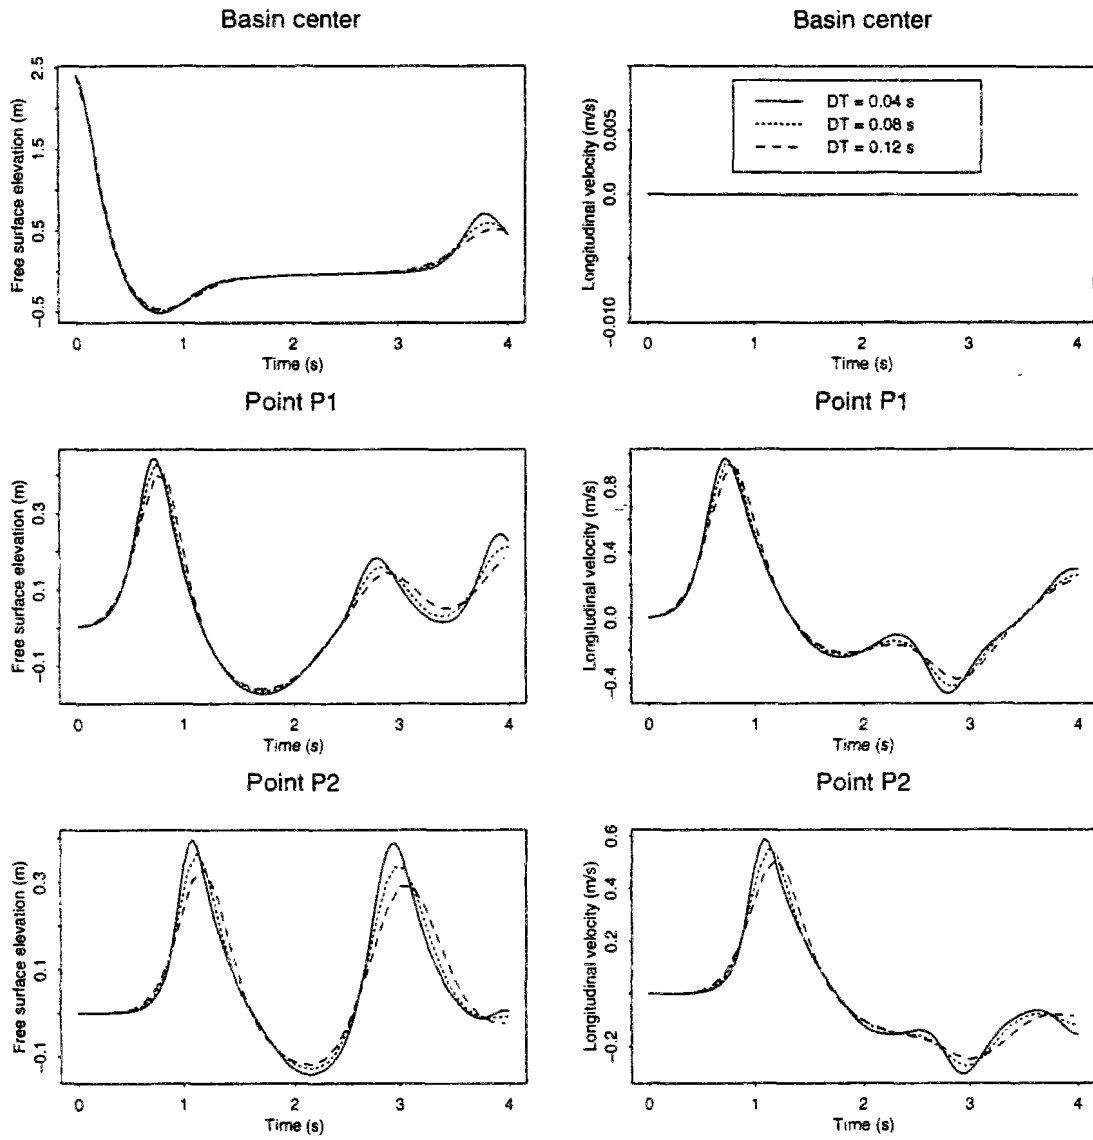 Basin center
Free surface elevation (m)
2.5
1.5
0.5
−0.5
0
1
2
3
4
Time (s)
Basin center
Longitudinal velocity (m/s)
0.005
0.0
−0.010
DT = 0.04 s
DT = 0.08 s
DT = 0.12 s
0
1
2
3
4
Time (s)
Point P1
Free surface elevation (m)
0.3
0.1
−0.1
0
1
2
3
4
Time (s)
Point P1
Longitudinal velocity (m/s)
0.8
0.4
0.0
−0.4
0
1
2
3
4
Time (s)
Point P2
Free surface elevation (m)
0.3
0.1
−0.1
0
1
2
3
4
Time (s)
Point P2
Longitudinal velocity (m/s)
0.6
0.2
−0.2
0
1
2
3
4
Time (s)